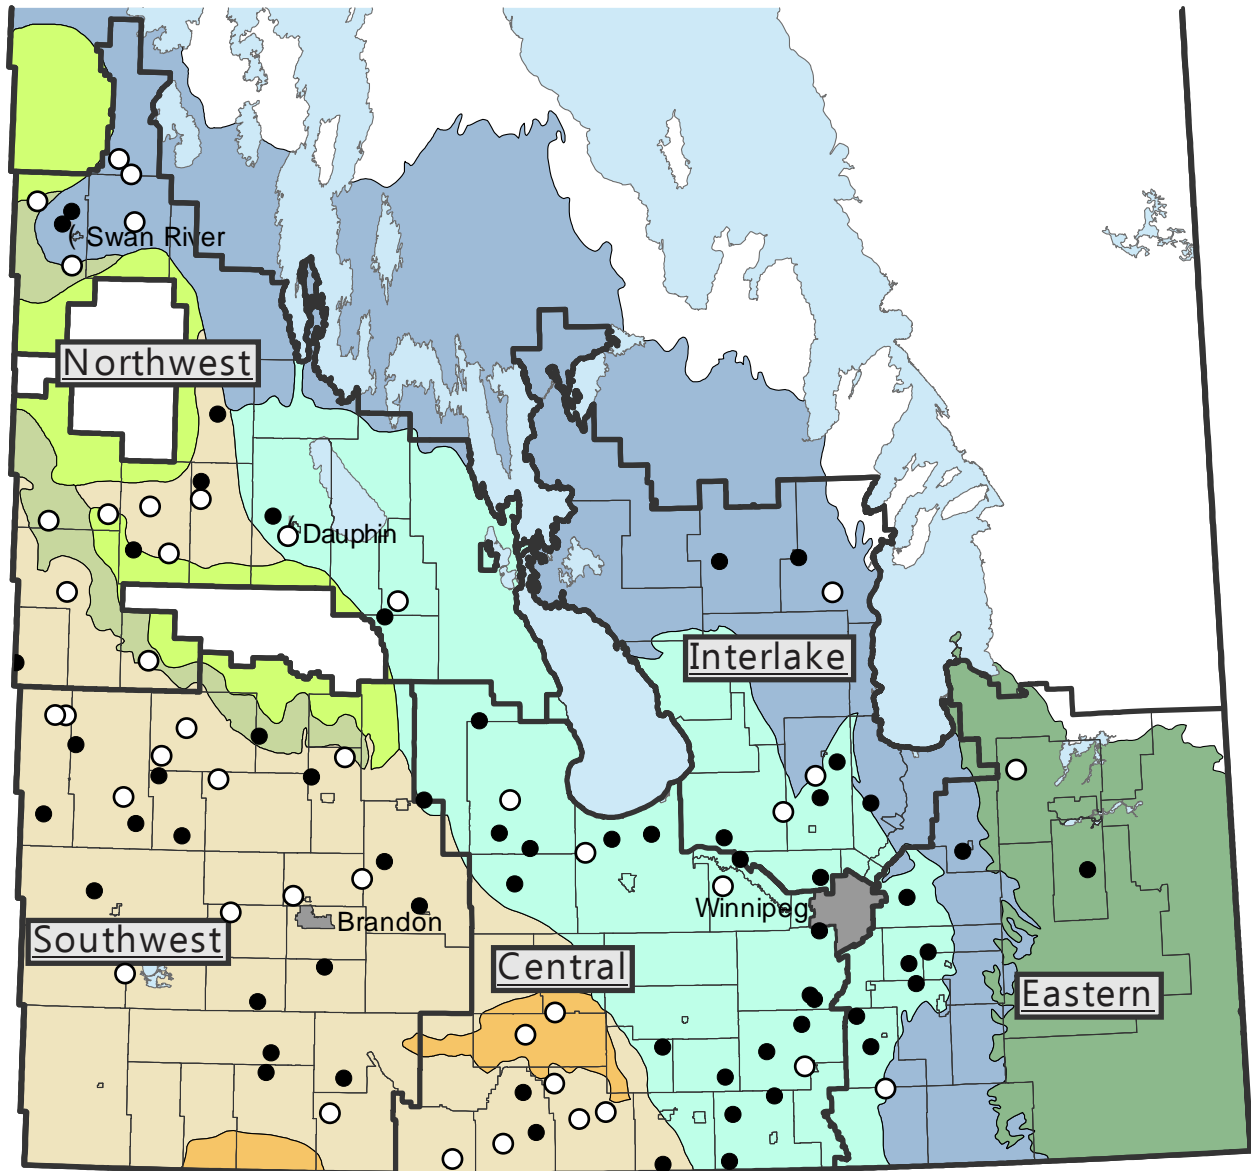 Swan River
Northwest
Dauphin
Interlake
Winnipeg
Brandon
Southwest
Central
Eastern